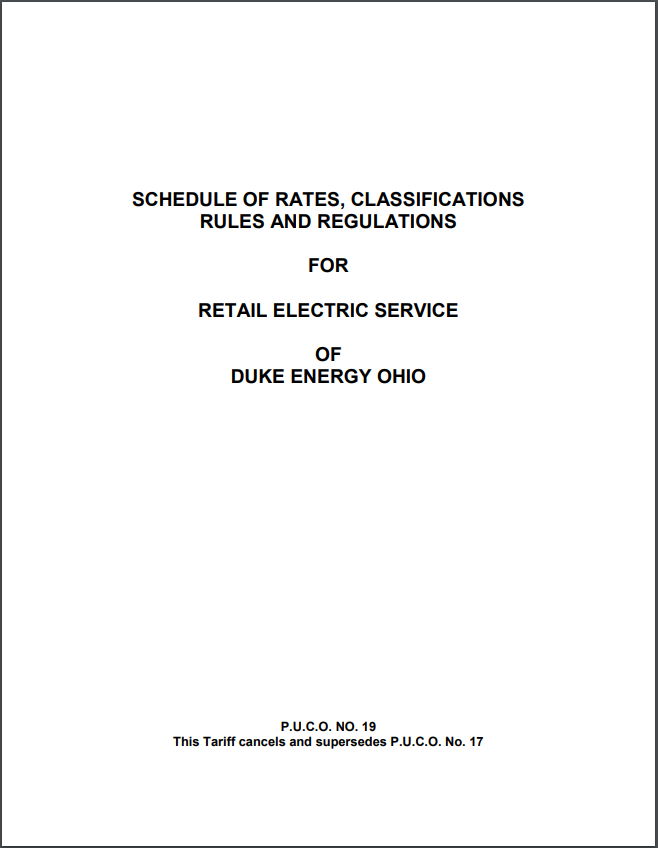 SCHEDULE OF RATES, CLASSIFICATIONS
RULES AND REGULATIONS
FOR
RETAIL ELECTRIC SERVICE
OF
DUKE ENERGY OHIO
P.U.C.O. NO. 19
This Tariff cancels and supersedes P.U.C.O. No. 17